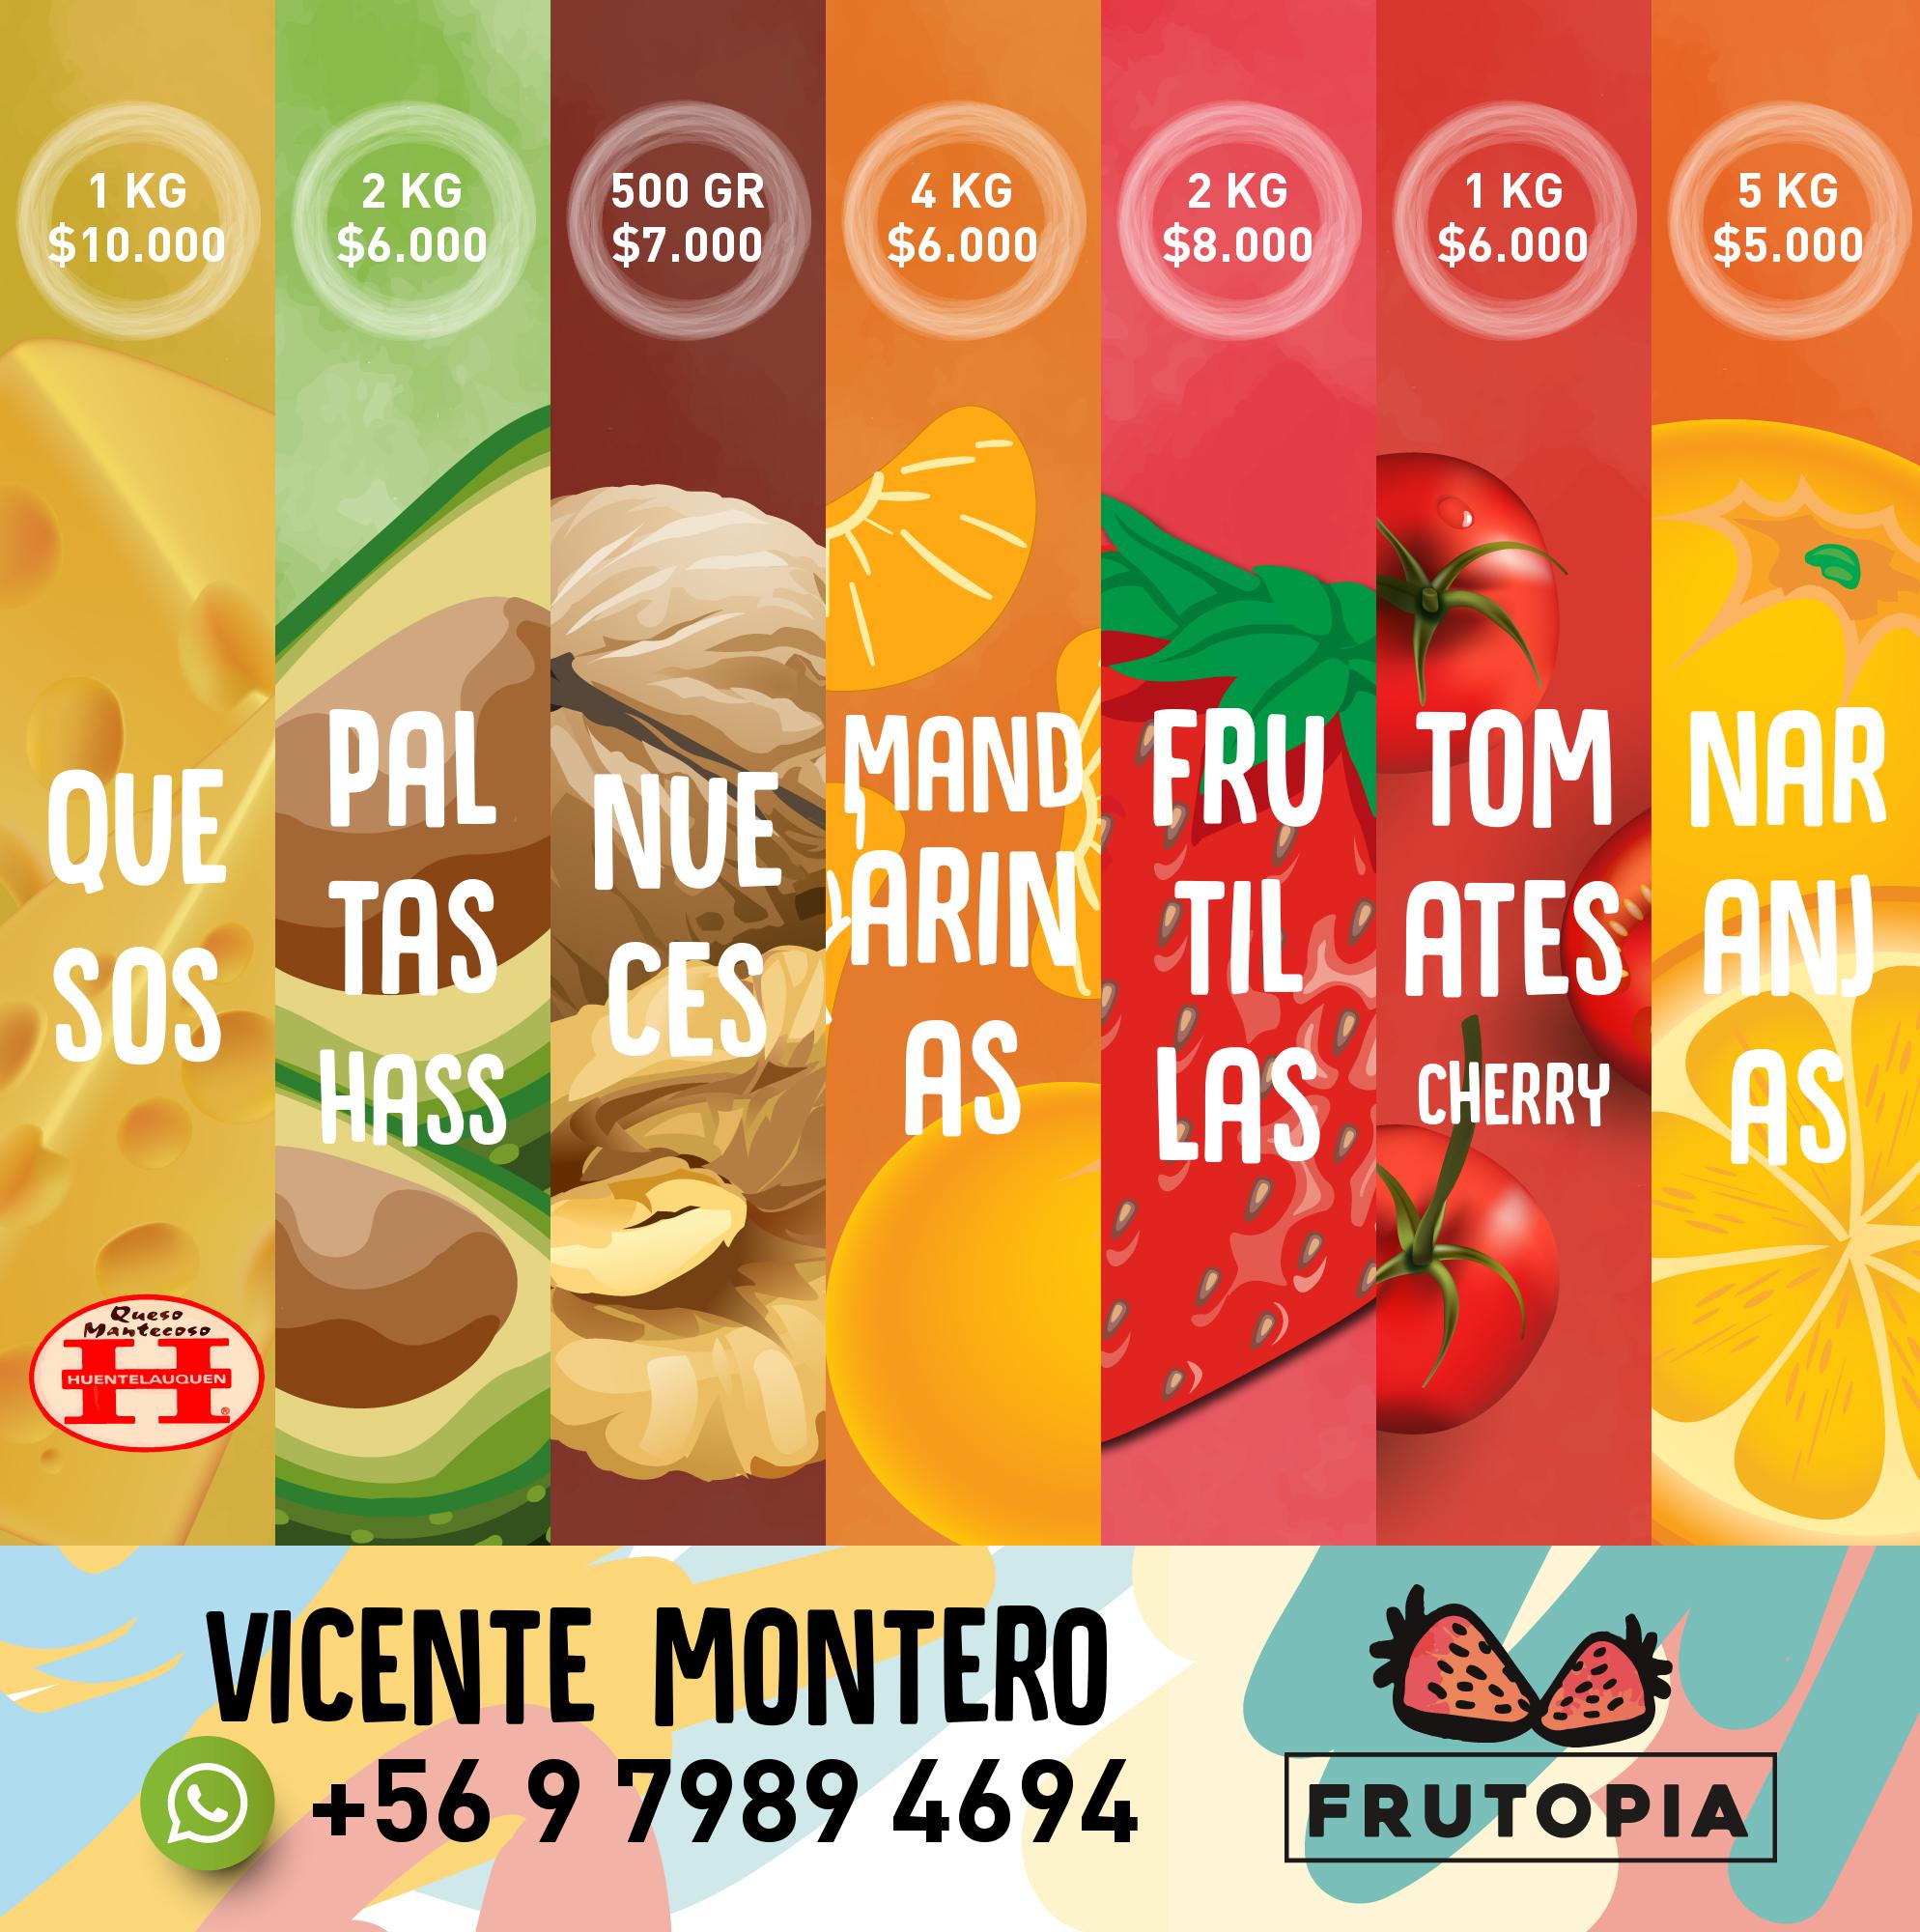 1 KG
$10.000
QUE
SOS
Queso
Mantecoso
HUENTELAUQUEN
®
2 KG
$6.000
PAL
TAS
HASS
500 GR
$7.000
NUE
CES
4 KG
$6.000
MAND
ARIN
AS
2 KG
$8.000
FRU
TIL
LAS
1 KG
$6.000
TOM
ATES
CHERRY
5 KG
$5.000
NAR
ANJ
AS
VICENTE MONTERO
+56 9 7989 4694
FRUTOPIA